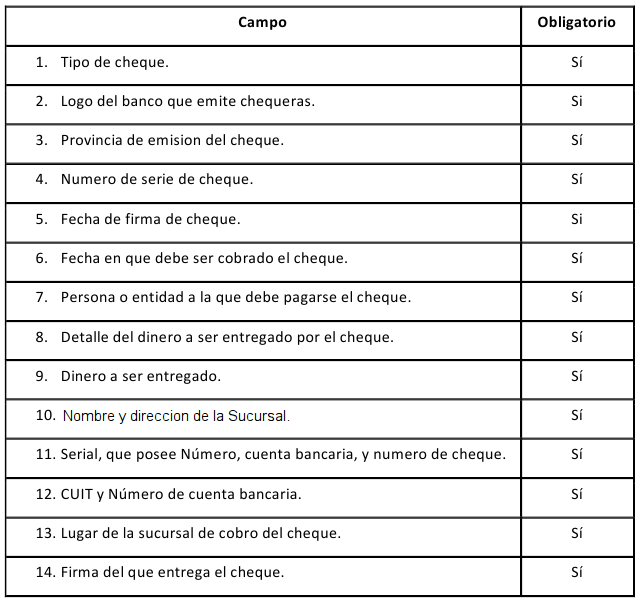 Campo Obligatorio
1. Tipo de cheque. Sí
2. Logo del banco que emite chequeras. Si
3. Provincia de emision del cheque. Sí
4. Numero de serie de cheque. Sí
5. Fecha de firma de cheque. Si
6. Fecha en que debe ser cobrado el cheque. Sí
7. Persona o entidad a la que debe pagarse el cheque. Sí
8. Detalle del dinero a ser entregado por el cheque. Sí
9. Dinero a ser entregado. Sí
10. Nombre y direccion de la Sucursal. Sí
11. Serial, que posee Número, cuenta bancaria, y numero de cheque. Sí
12. CUIT y Número de cuenta bancaria. Sí
13. Lugar de la sucursal de cobro del cheque. Sí
14. Firma del que entrega el cheque. Sí